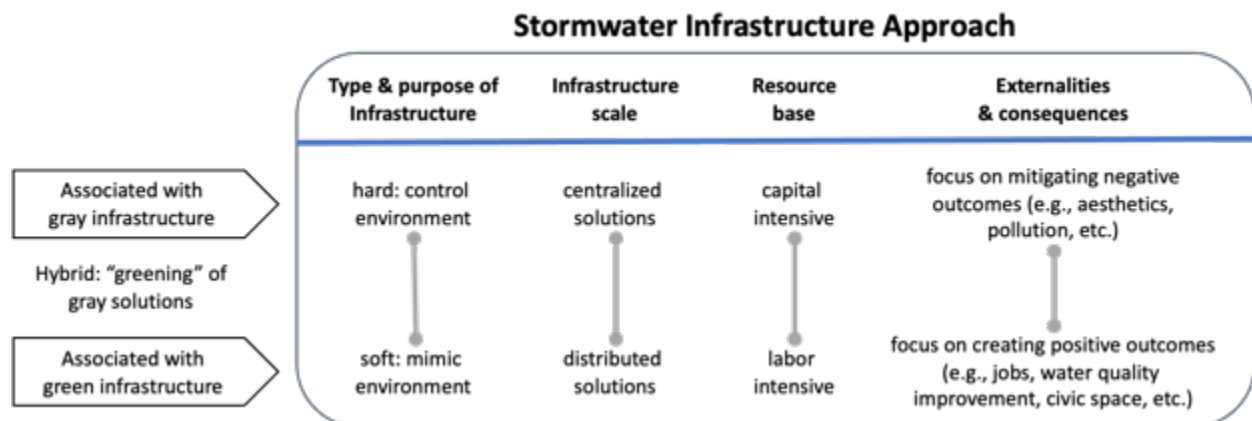 Stormwater Infrastructure Approach
Type & purpose of
Infrastructure
Infrastructure
scale
Resource
base
Externalities
& consequences
Associated with
gray infrastructure
hard: control
environment
centralized
solutions
capital
intensive
focus on mitigating negative
outcomes (e.g., aesthetics,
pollution, etc.)
Hybrid: “greening” of
gray solutions
Associated with
green infrastructure
soft: mimic
environment
distributed
solutions
labor
intensive
focus on creating positive outcomes
(e.g., jobs, water quality
improvement, civic space, etc.)